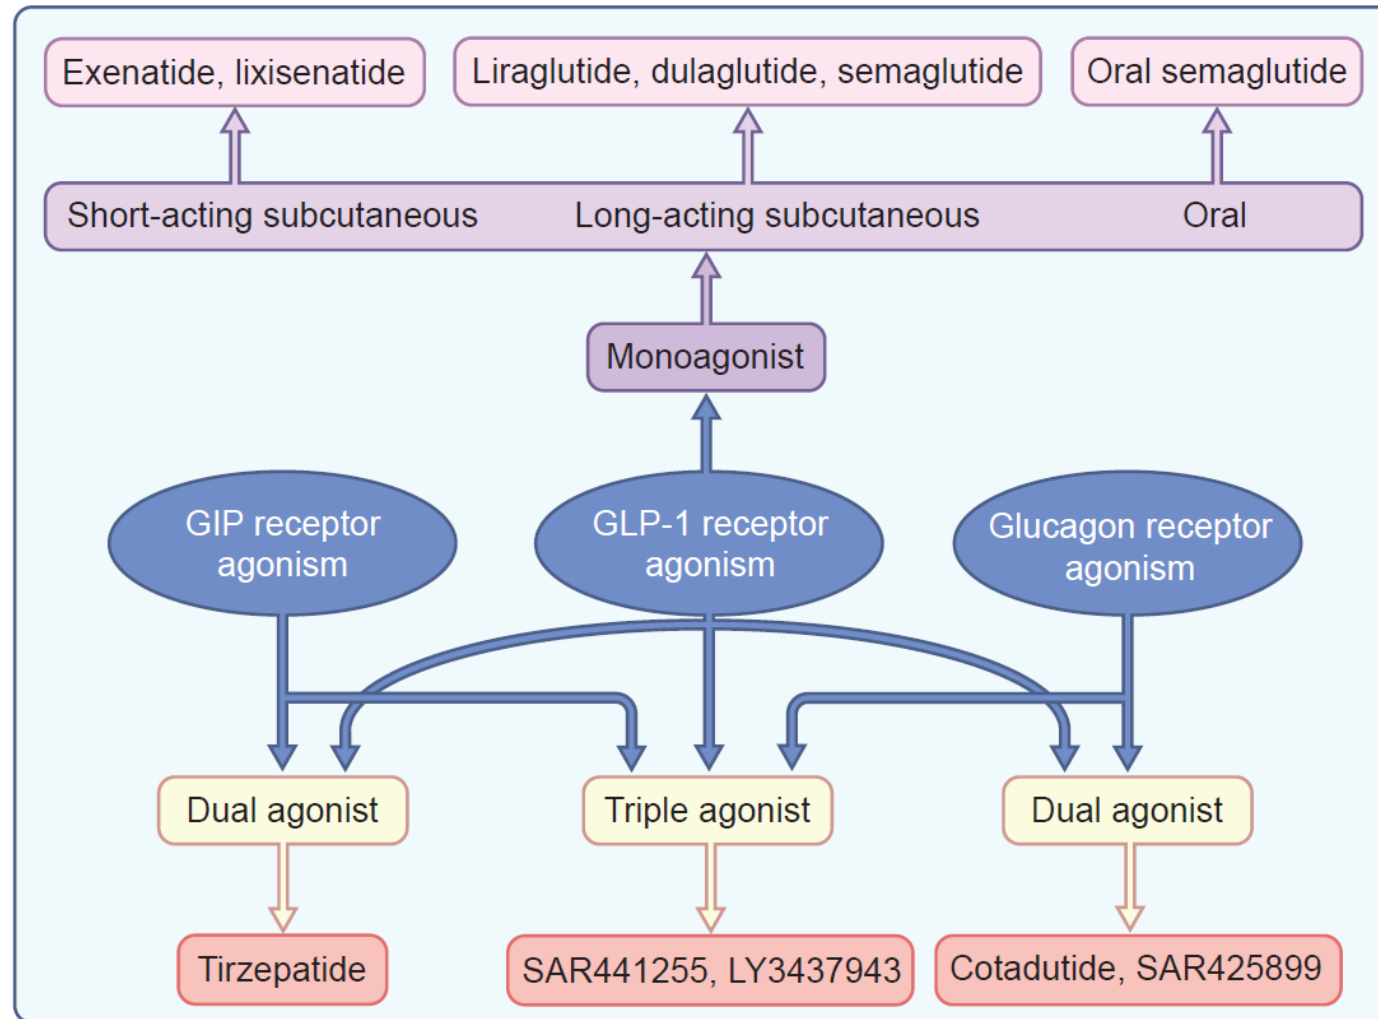 Exenatide, lixisenatide
Liraglutide, dulaglutide, semaglutide
Oral semaglutide
Short-acting subcutaneous
Long-acting subcutaneous
Oral
Monoagonist
GIP receptor
agonism
GLP-1 receptor
agonism
Glucagon receptor
agonism
Dual agonist
Triple agonist
Dual agonist
Tirzepatide
SAR441255, LY3437943
Cotadutide, SAR425899